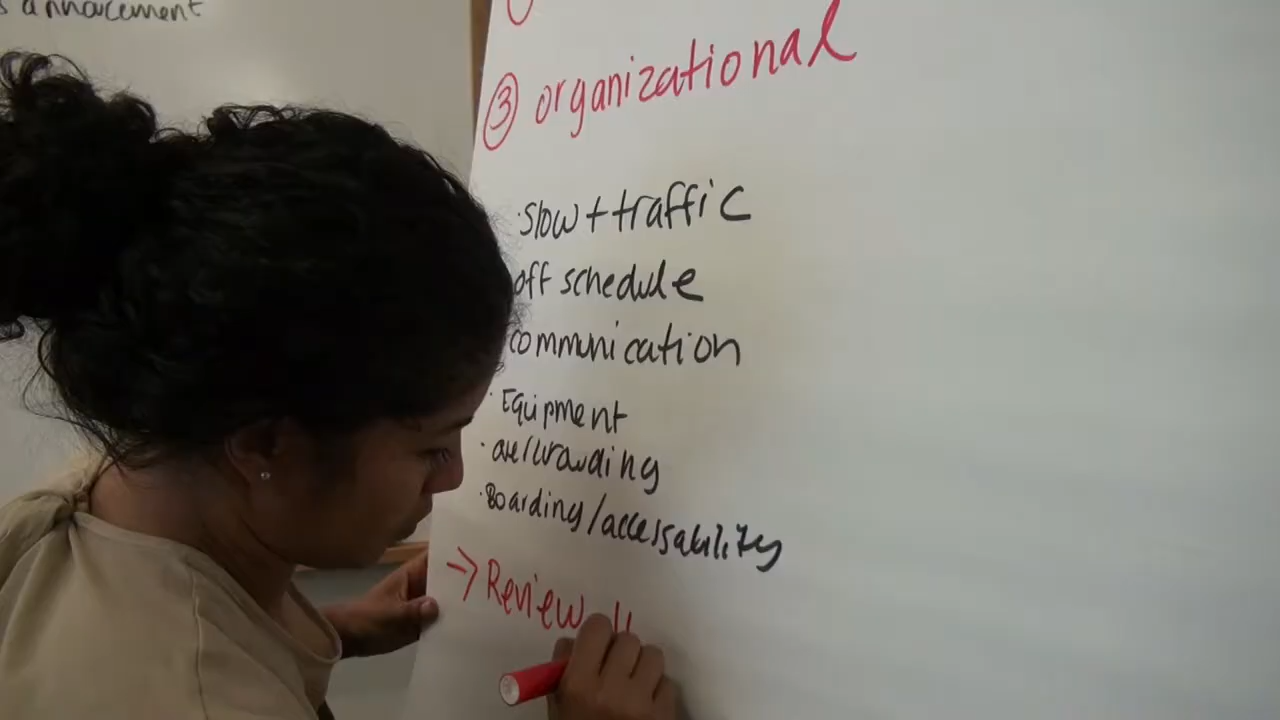 announcement
③ organizational
· slow + traffic
off schedule
communication
· Equipment
· overcrowding
· Boarding/accessability
→ Review